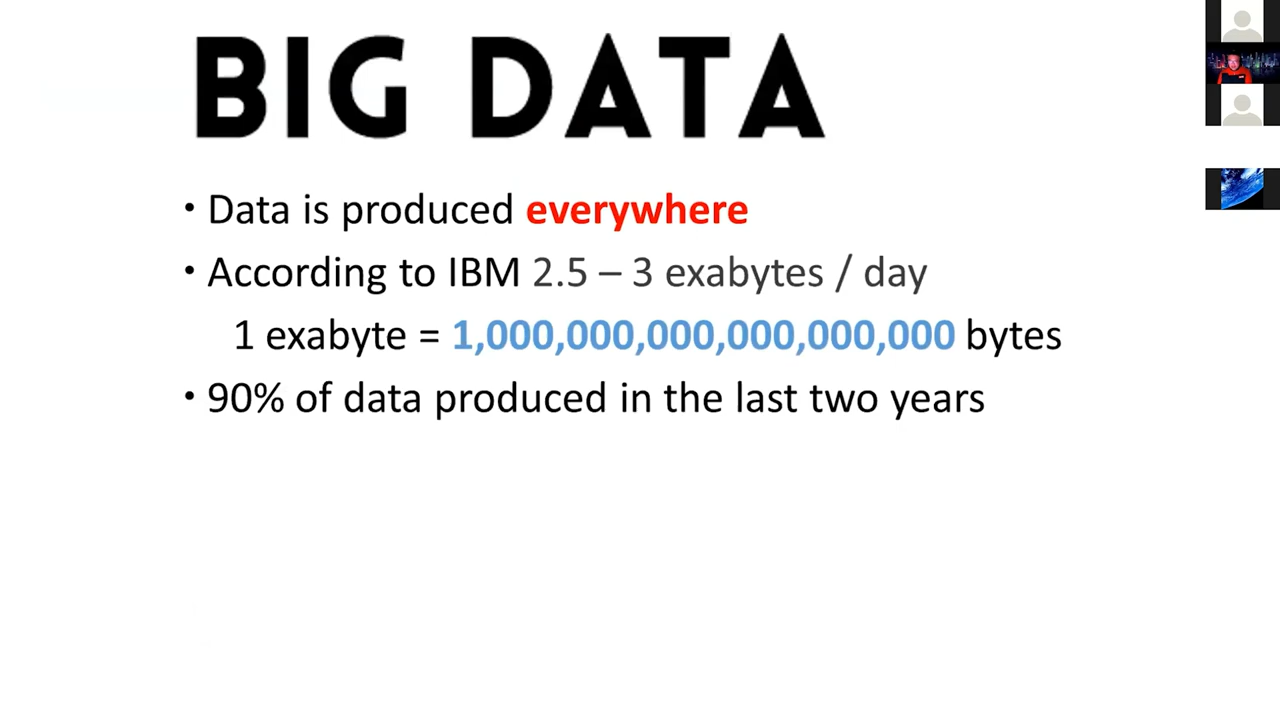 BIG DATA
• Data is produced everywhere
• According to IBM 2.5 – 3 exabytes / day
1 exabyte = 1,000,000,000,000,000,000 bytes
• 90% of data produced in the last two years